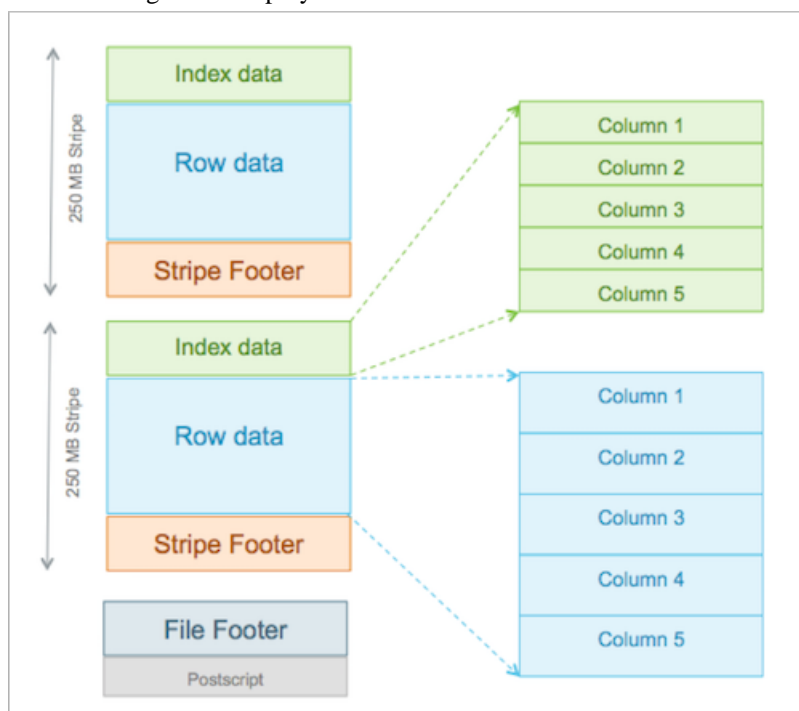 250 MB Stripe
Index data
Row data
Stripe Footer
250 MB Stripe
Index data
Row data
Stripe Footer
File Footer
Postscript
Column 1
Column 2
Column 3
Column 4
Column 5
Column 1
Column 2
Column 3
Column 4
Column 5